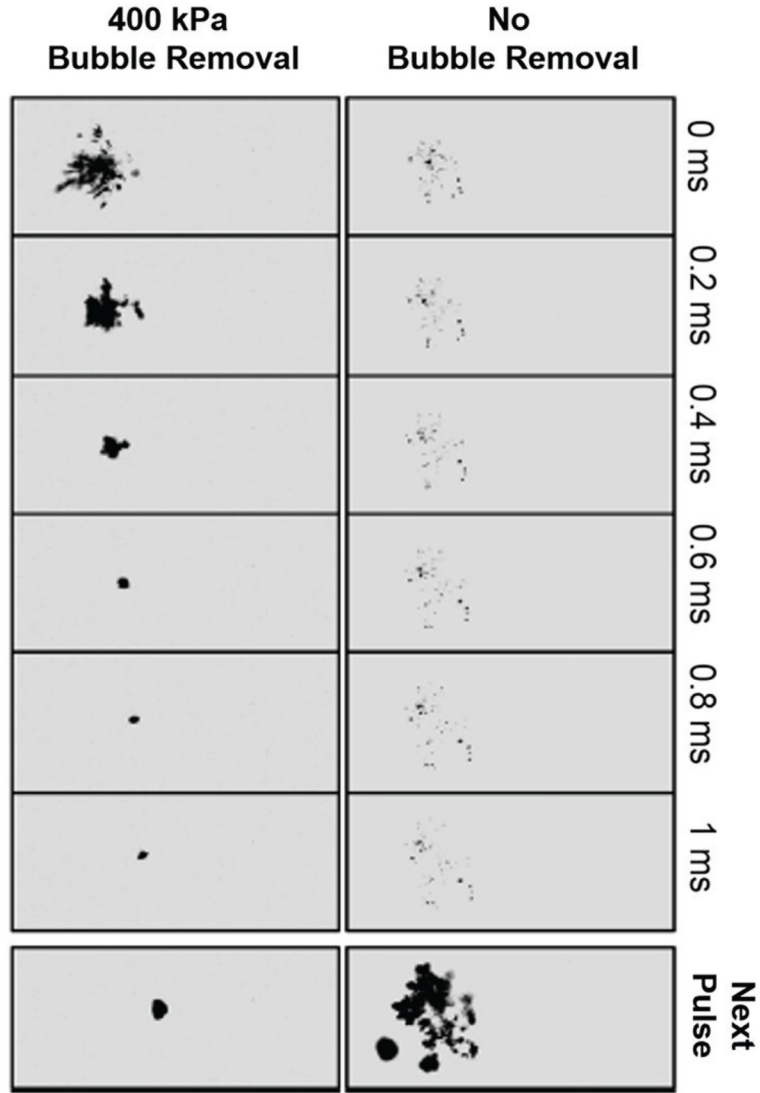 400 kPa
Bubble Removal
No
Bubble Removal
0 ms
0.2 ms
0.4 ms
0.6 ms
0.8 ms
1 ms
Next
Pulse